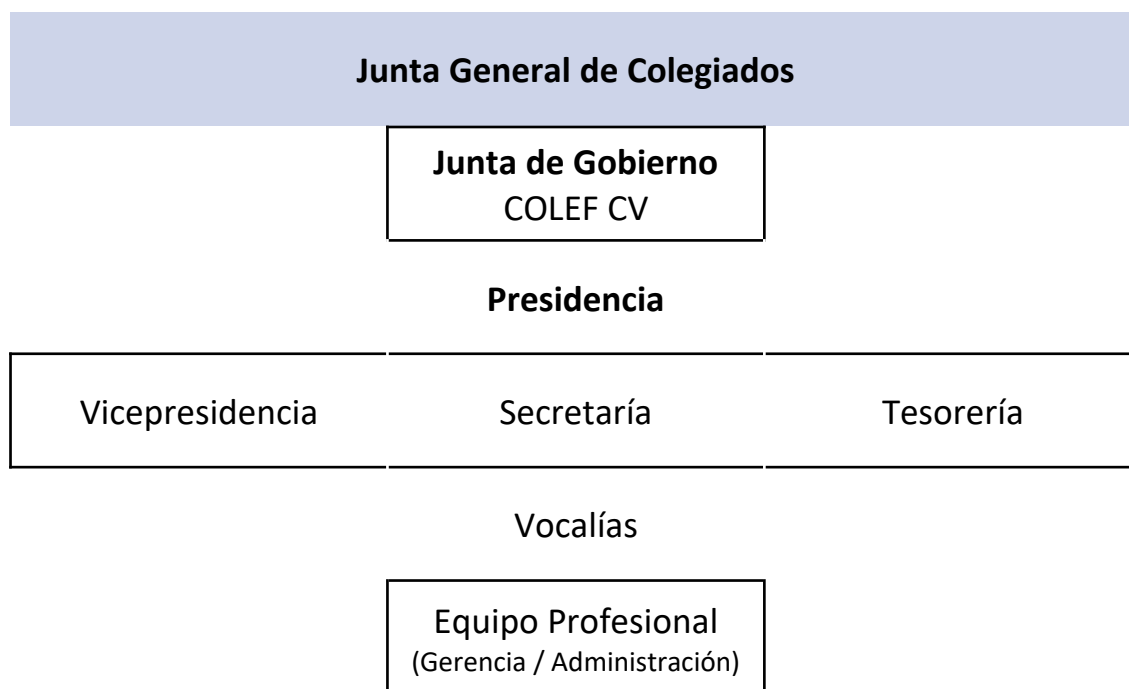 Junta General de Colegiados
Junta de Gobierno
COLEF CV
Presidencia
Vicepresidencia Secretaría Tesorería
Vocalías
Equipo Profesional
(Gerencia / Administración)